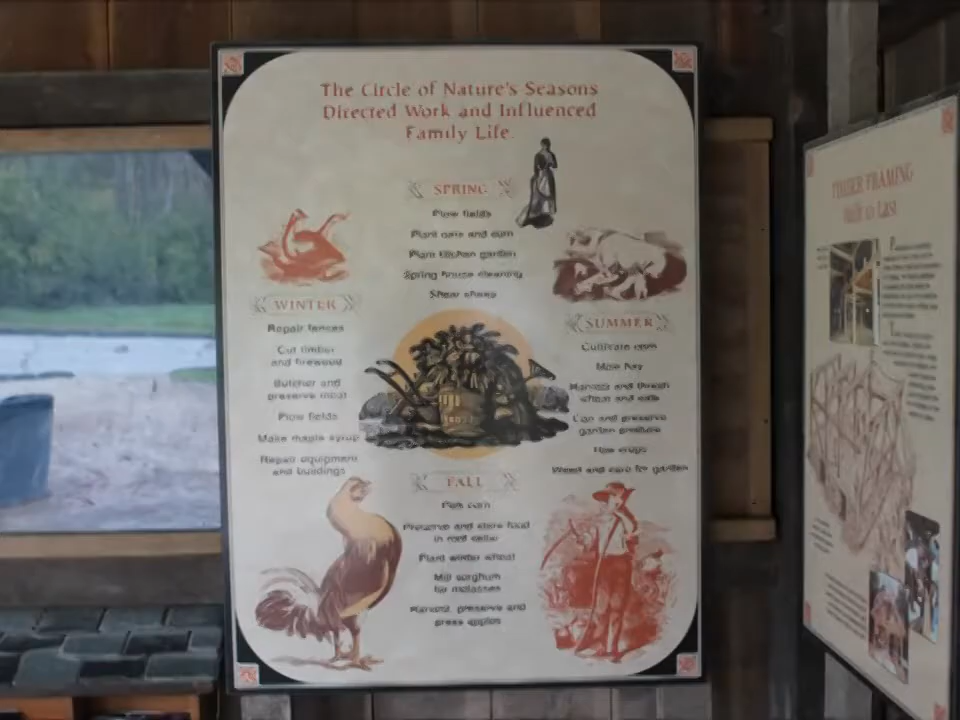 The Circle of Nature's Seasons
Directed Work and Influenced
Family Life.
SPRING
Plow fields
Plant oats and corn
Plant kitchen garden
Spring house cleaning
Shear sheep
WINTER
Repair fences
Cut timber
and firewood
Butcher and
preserve meat
Plow fields
Make maple syrup
Repair equipment
and buildings
SUMMER
Cultivate corn
Mow hay
Harvest and thresh
wheat and oats
Can and preserve
garden produce
Hoe crops
Weed and care for garden
FALL
Pick corn
Preserve and store food
in root cellar
Plant winter wheat
Mill sorghum
for molasses
Harvest, preserve and
press apples
TIMBER FRAMING
Built to Last